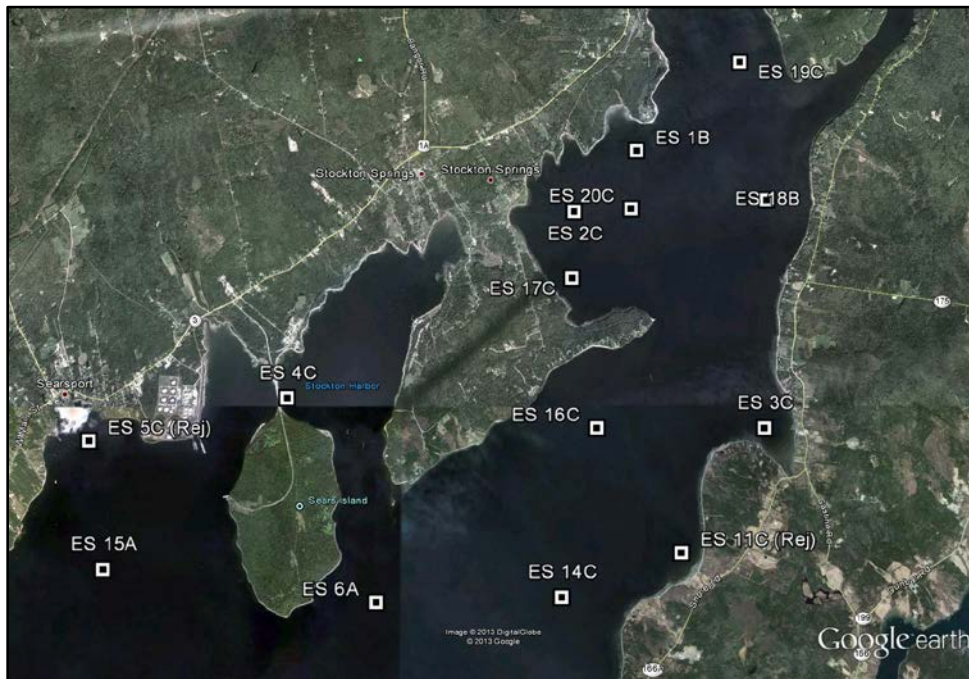 ES 19C
1A
ES 1B
Stockton Springs
Stockton Springs
ES 18B
ES 20C
ES 2C
ES 17C
175
3
ES 4C
Stockton Harbor
Searsport
ES 16C
ES 3C
ES 5C (Rej)
Sears Island
ES 15A
ES 11C (Rej)
ES 14C
ES 6A
199
Image © 2013 DigitalGlobe
© 2013 Google
Google earth